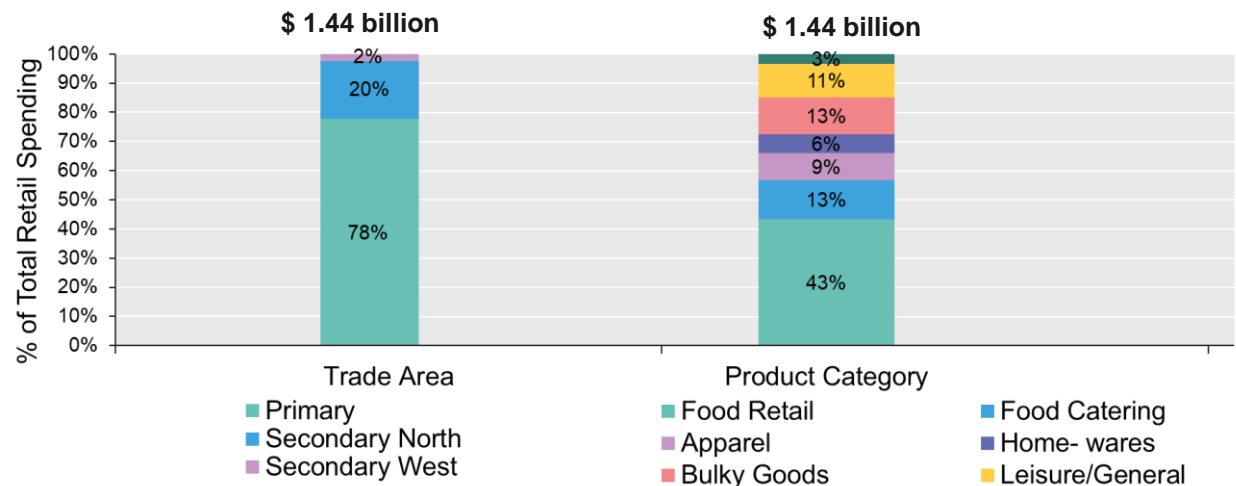 $ 1.44 billion
$ 1.44 billion
% of Total Retail Spending
100%
90%
80%
70%
60%
50%
40%
30%
20%
10%
0%
2%
20%
78%
3%
11%
13%
6%
9%
13%
43%
Trade Area
Primary
Secondary North
Secondary West
Product Category
Food Retail
Food Catering
Apparel
Home- wares
Bulky Goods
Leisure/General